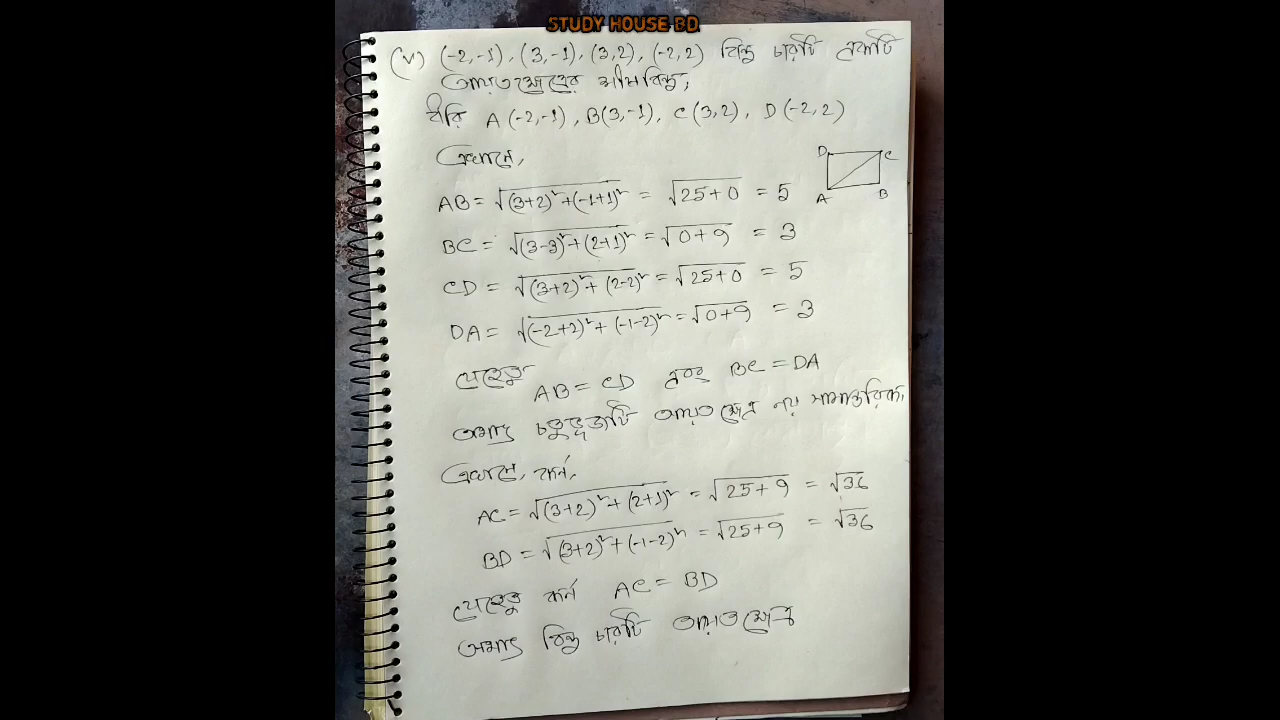 STUDY HOUSE BD
(v) (-2,-1), (3,-1), (3,2), (-2,2) বিন্দু চারটি একটি
আয়তক্ষেত্রের শীর্ষবিন্দু,
ধরি A(-2,-1), B(3,-1), C(3,2), D(-2,2)
এখানে,
D C
A B
AB = √(3+2)²+(-1+1)² = √25+0 = 5
BC = √(3-3)²+(2+1)² = √0+9 = 3
CD = √(3+2)²+(2-2)² = √25+0 = 5
DA = √(-2+2)²+(-1-2)² = √0+9 = 3
যেহেতু AB = CD এবং BC = DA
অর্থাৎ চতুর্ভুজটি আয়তক্ষেত্র নয় সামান্তরিক,
এখানে, কর্ন,
AC = √(3+2)²+(2+1)² = √25+9 = √36
BD = √(3+2)²+(-1-2)² = √25+9 = √36
যেহেতু কর্ন AC = BD
অর্থাৎ বিন্দু চারটি আয়তক্ষেত্র